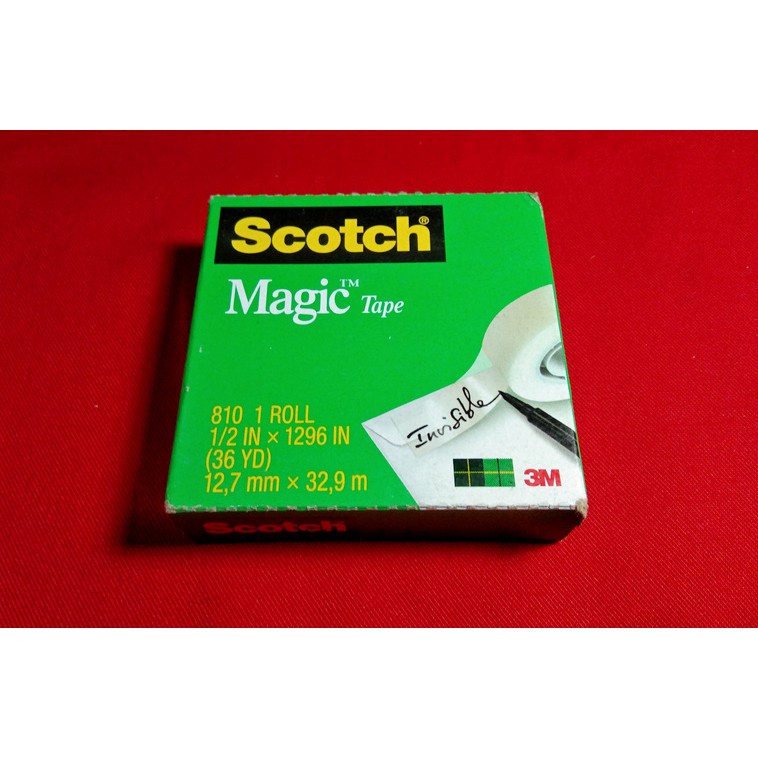 Scotch®
Magic™ Tape
Invisible
810 1 ROLL
1/2 IN × 1296 IN
(36 YD)
12,7 mm × 32,9 m
3M
Scotch